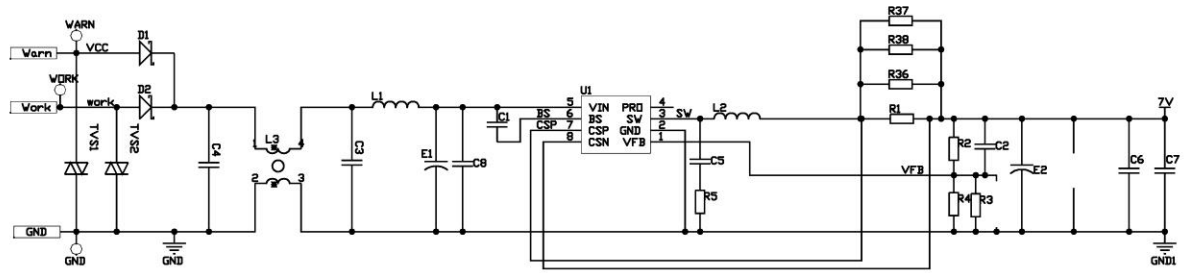 WARN
Warn
VCC
D1
WORK
Work
work
D2
TVS1
TVS2
C4
GND
GND
GND
L3
1
4
2
3
C3
L1
E1
C8
C1
BS
CSP
U1
5 VIN PRO 4
6 BS SW 3
7 CSP GND 2
8 CSN VFB 1
SW
L2
C5
R5
R37
R38
R36
R1
R2
C2
VFB
R4
R3
E2
C6
C7
7V
GND1